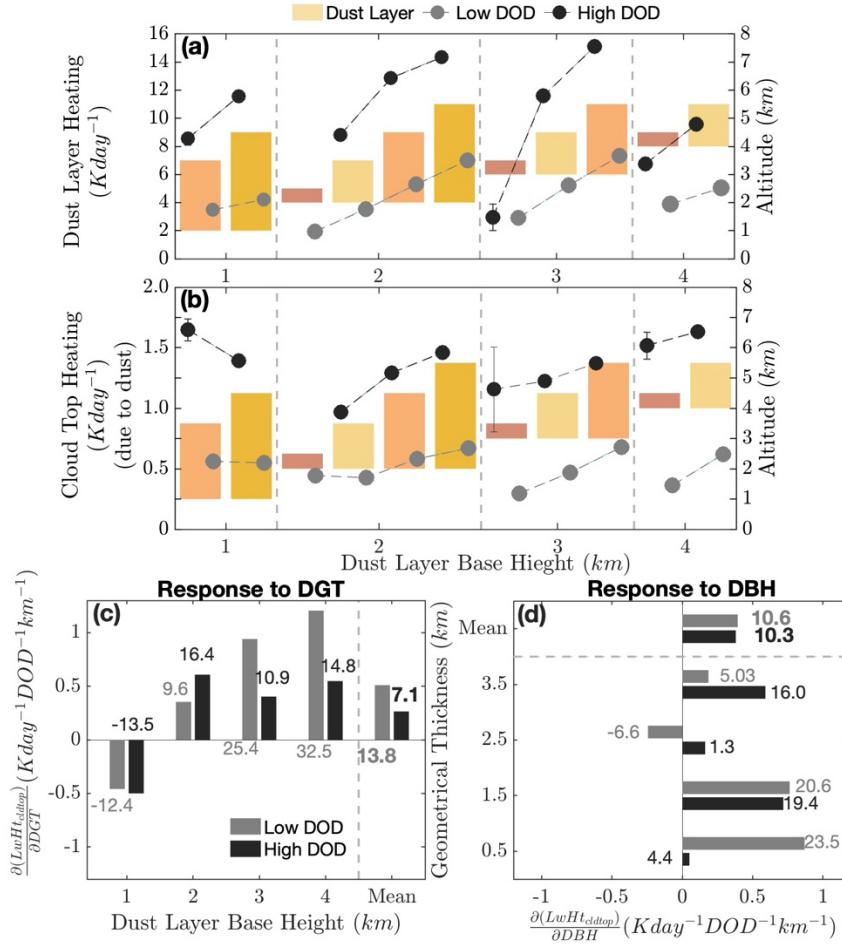 Dust Layer Low DOD High DOD
(a)
Dust Layer Heating
(Kday⁻¹)
16
14
12
10
8
6
4
2
0
8
7
6
5
4
3
2
1
0
Altitude (km)
1 2 3 4
(b)
Cloud Top Heating
(Kday⁻¹)
(due to dust)
2.0
1.5
1.0
0.5
0
8
7
6
5
4
3
2
1
0
Altitude (km)
1 2 3 4
Dust Layer Base Hieght (km)
Response to DGT
(c)
∂(LwHt_cldtop)/∂DGT (Kday⁻¹DOD⁻¹km⁻¹)
1
0.5
0
-0.5
-1
-13.5
-12.4
9.6
16.4
25.4
10.9
32.5
14.8
13.8
7.1
Low DOD
High DOD
1 2 3 4 Mean
Dust Layer Base Height (km)
Response to DBH
(d)
Geometrical Thickness (km)
Mean
3.5
2.5
1.5
0.5
10.6
10.3
5.03
16.0
-6.6
1.3
20.6
19.4
23.5
4.4
-1 -0.5 0 0.5 1
∂(LwHt_cldtop)/∂DBH (Kday⁻¹DOD⁻¹km⁻¹)